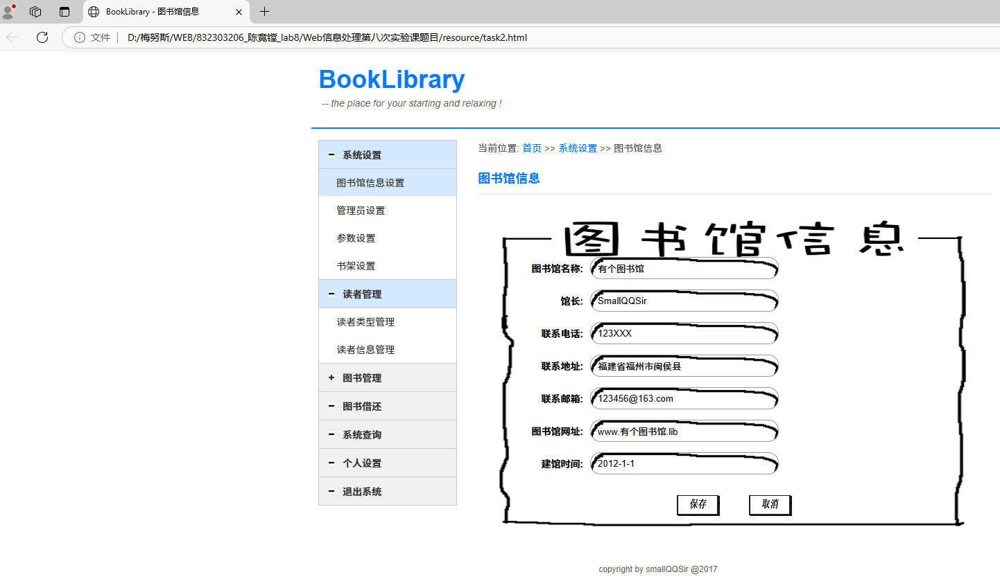 BookLibrary - 图书馆信息
文件 D:/梅努斯/WEB/832303206_陈竟镗_lab8/Web信息处理第八次实验课题目/resource/task2.html
BookLibrary
-- the place for your starting and relaxing !
系统设置
图书馆信息设置
管理员设置
参数设置
书架设置
读者管理
读者类型管理
读者信息管理
图书管理
图书借还
系统查询
个人设置
退出系统
当前位置: 首页 >> 系统设置 >> 图书馆信息
图书馆信息
图书馆信息
图书馆名称: 有个图书馆
馆长: SmallQQSir
联系电话: 123XXX
联系地址: 福建省福州市闽侯县
联系邮箱: 123456@163.com
图书馆网址: www.有个图书馆.lib
建馆时间: 2012-1-1
保存 取消
copyright by smallQQSir @2017